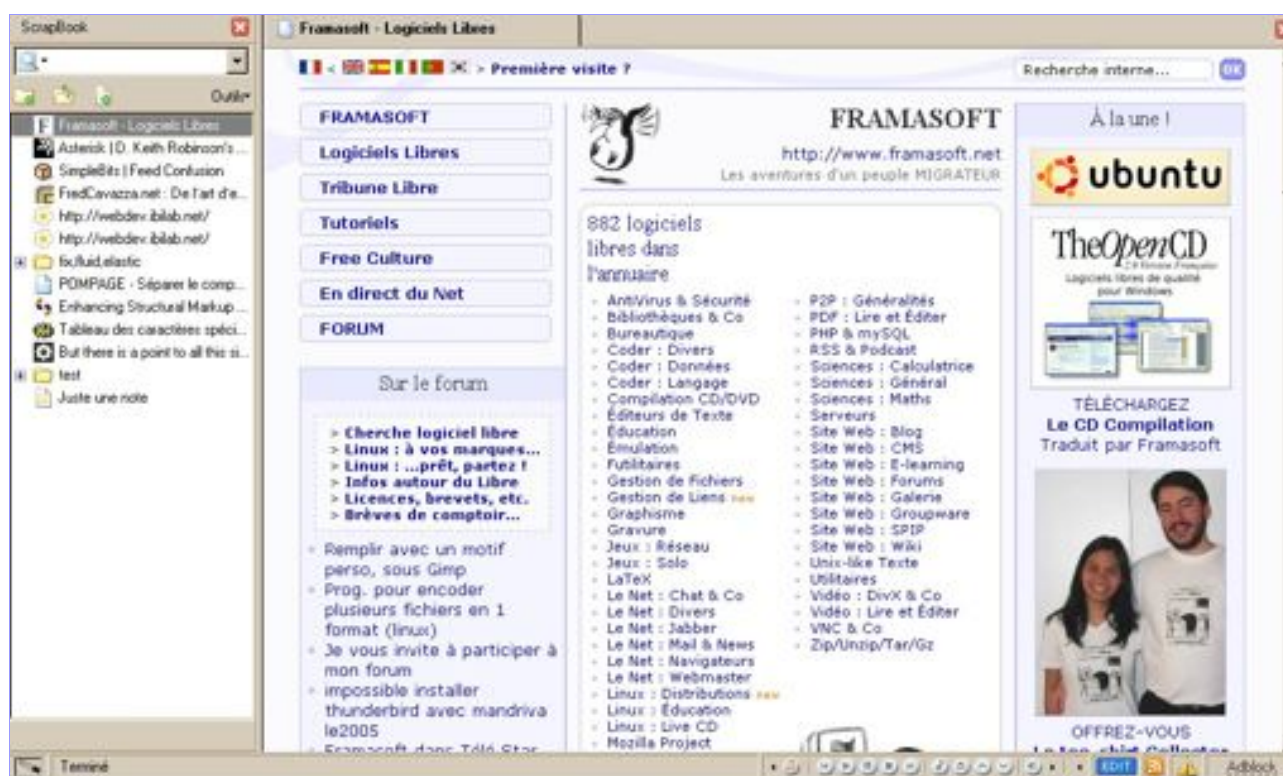 ScrapBook
Outils
Framasoft - Logiciels Libres
Asterisk | D. Keith Robinson's ...
SimpleBits | Feed Confusion
FredCavazza.net : De l'art d'e...
http://webdev.ibilab.net/
http://webdev.ibilab.net/
fix,fluid,elastic
POMPAGE - Séparer le comp...
Enhancing Structural Markup ...
Tableau des caractères spéci...
But there is a point to all this si...
test
Juste une note
Framasoft - Logiciels Libres
< > Première visite ?
Recherche interne...
OK
FRAMASOFT
Logiciels Libres
Tribune Libre
Tutoriels
Free Culture
En direct du Net
FORUM
Sur le forum
> Cherche logiciel libre
> Linux : à vos marques...
> Linux : ...prêt, partez !
> Infos autour du Libre
> Licences, brevets, etc.
> Brèves de comptoir...
Remplir avec un motif
perso, sous Gimp
Prog. pour encoder
plusieurs fichiers en 1
format (linux)
Je vous invite à participer à
mon forum
impossible installer
thunderbird avec mandriva
le2005
Framasoft dans Télé Star
FRAMASOFT
http://www.framasoft.net
Les aventures d'un peuple MIGRATEUR
882 logiciels
libres dans
l'annuaire
AntiVirus & Sécurité
Bibliothèques & Co
Bureautique
Coder : Divers
Coder : Données
Coder : Langage
Compilation CD/DVD
Éditeurs de Texte
Éducation
Émulation
Futilitaires
Gestion de Fichiers
Gestion de Liens new
Graphisme
Gravure
Jeux : Réseau
Jeux : Solo
LaTeX
Le Net : Chat & Co
Le Net : Divers
Le Net : Jabber
Le Net : Mail & News
Le Net : Navigateurs
Le Net : Webmaster
Linux : Distributions new
Linux : Éducation
Linux : Live CD
Mozilla Project
P2P : Généralités
PDF : Lire et Éditer
PHP & mySQL
RSS & Podcast
Sciences : Calculatrice
Sciences : Général
Sciences : Maths
Serveurs
Site Web : Blog
Site Web : CMS
Site Web : E-learning
Site Web : Forums
Site Web : Galerie
Site Web : Groupware
Site Web : SPIP
Site Web : Wiki
Unix-like Texte
Utilitaires
Vidéo : DivX & Co
Vidéo : Lire et Éditer
VNC & Co
Zip/Unzip/Tar/Gz
À la une !
ubuntu
TheOpenCD
Logiciels libres de qualité
pour Windows
TÉLÉCHARGEZ
Le CD Compilation
Traduit par Framasoft
OFFREZ-VOUS
Le tee-shirt Collector
Terminé
EDIT
Adblock